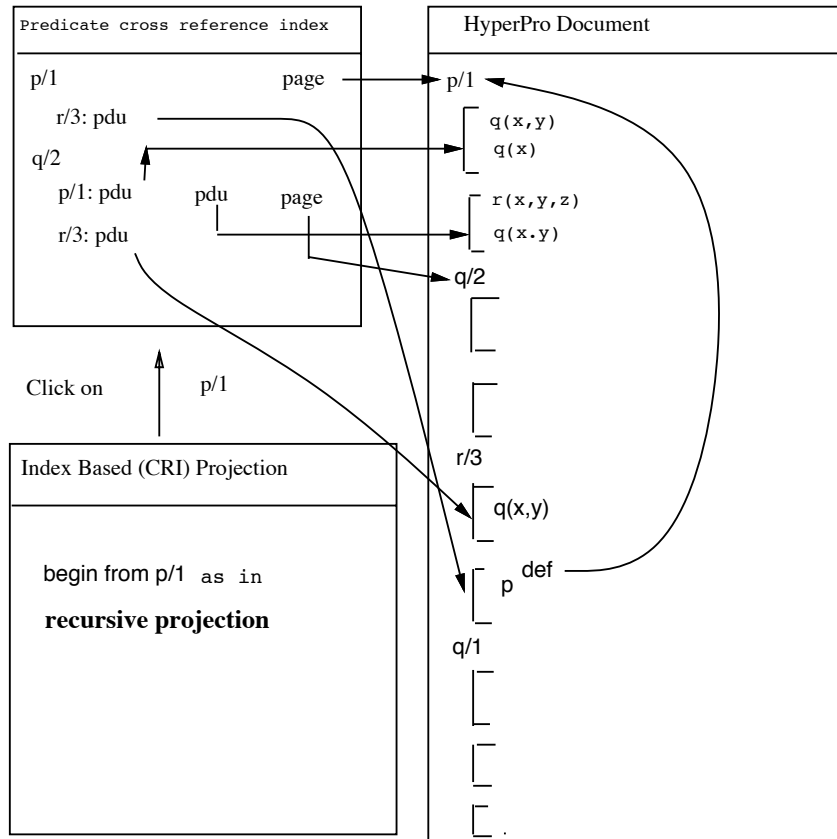 Predicate cross reference index
p/1 page
r/3: pdu
q/2
p/1: pdu pdu page
r/3: pdu
Click on p/1
Index Based (CRI) Projection
begin from p/1 as in
recursive projection
HyperPro Document
p/1
q(x,y)
q(x)
r(x,y,z)
q(x.y)
q/2
r/3
q(x,y)
p def
q/1
.